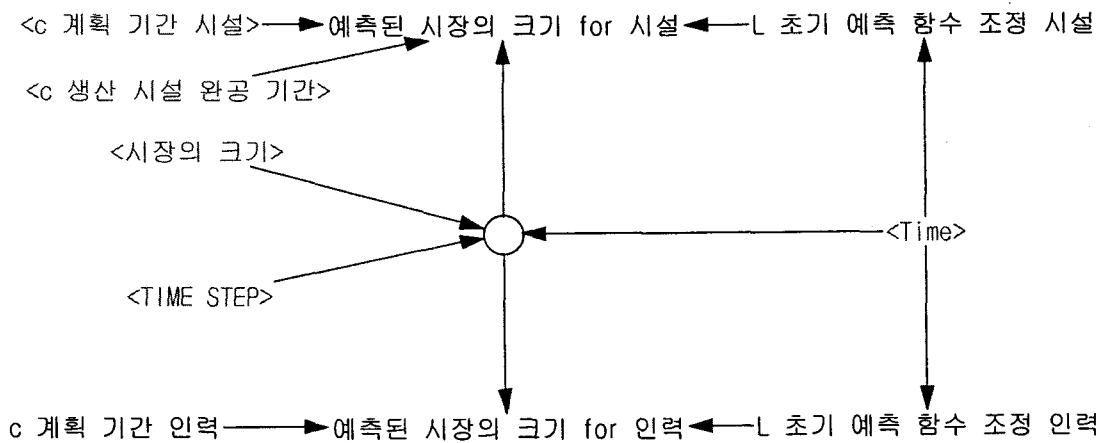 <c 계획 기간 시설> 예측된 시장의 크기 for 시설 L 초기 예측 함수 조정 시설
<c 생산 시설 완공 기간>
<시장의 크기>
<Time>
<TIME STEP>
c 계획 기간 인력 예측된 시장의 크기 for 인력 L 초기 예측 함수 조정 인력